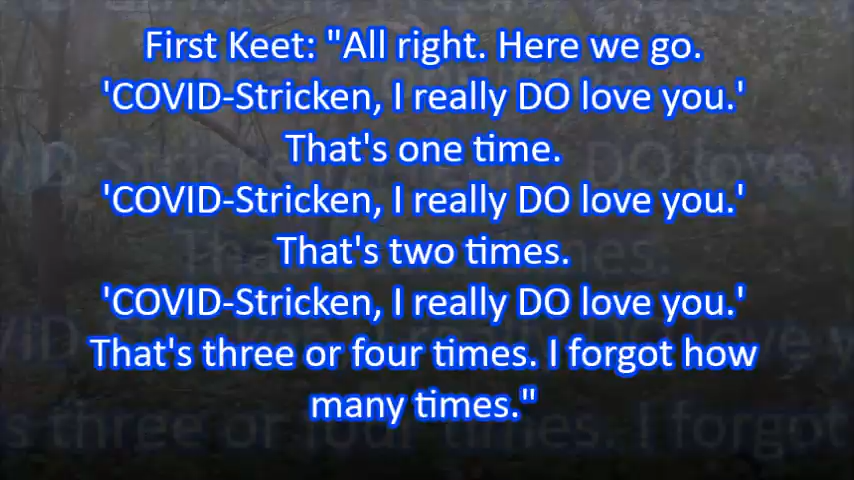 First Keet: "All right. Here we go.
'COVID-Stricken, I really DO love you.'
That's one time.
'COVID-Stricken, I really DO love you.'
That's two times.
'COVID-Stricken, I really DO love you.'
That's three or four times. I forgot how
many times."